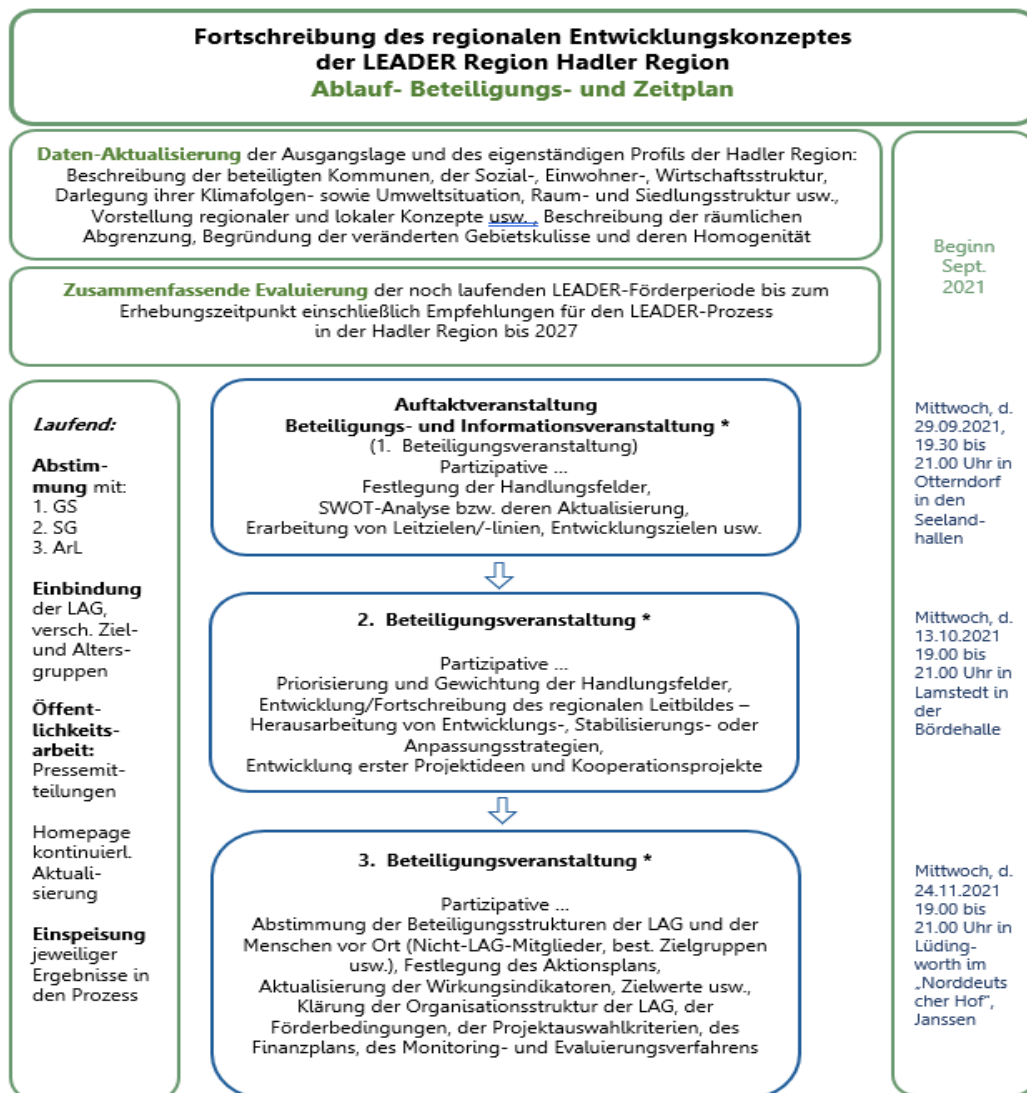 Fortschreibung des regionalen Entwicklungskonzeptes
der LEADER Region Hadler Region
Ablauf- Beteiligungs- und Zeitplan
Daten-Aktualisierung der Ausgangslage und des eigenständigen Profils der Hadler Region:
Beschreibung der beteiligten Kommunen, der Sozial-, Einwohner-, Wirtschaftsstruktur,
Darlegung ihrer Klimafolgen- sowie Umweltsituation, Raum- und Siedlungsstruktur usw.,
Vorstellung regionaler und lokaler Konzepte usw. , Beschreibung der räumlichen
Abgrenzung, Begründung der veränderten Gebietskulisse und deren Homogenität
Zusammenfassende Evaluierung der noch laufenden LEADER-Förderperiode bis zum
Erhebungszeitpunkt einschließlich Empfehlungen für den LEADER-Prozess
in der Hadler Region bis 2027
Beginn
Sept.
2021
Laufend:
Abstim-
mung mit:
1. GS
2. SG
3. ArL
Einbindung
der LAG,
versch. Ziel-
und Alters-
gruppen
Öffent-
lichkeits-
arbeit:
Pressemit-
teilungen
Homepage
kontinuierl.
Aktuali-
sierung
Einspeisung
jeweiliger
Ergebnisse in
den Prozess
Auftaktveranstaltung
Beteiligungs- und Informationsveranstaltung *
(1. Beteiligungsveranstaltung)
Partizipative ...
Festlegung der Handlungsfelder,
SWOT-Analyse bzw. deren Aktualisierung,
Erarbeitung von Leitzielen/-linien, Entwicklungszielen usw.
Mittwoch, d.
29.09.2021,
19.30 bis
21.00 Uhr in
Otterndorf
in den
Seeland-
hallen
2. Beteiligungsveranstaltung *
Partizipative ...
Priorisierung und Gewichtung der Handlungsfelder,
Entwicklung/Fortschreibung des regionalen Leitbildes –
Herausarbeitung von Entwicklungs-, Stabilisierungs- oder
Anpassungsstrategien,
Entwicklung erster Projektideen und Kooperationsprojekte
Mittwoch, d.
13.10.2021
19.00 bis
21.00 Uhr in
Lamstedt in
der
Bördehalle
3. Beteiligungsveranstaltung *
Partizipative ...
Abstimmung der Beteiligungsstrukturen der LAG und der
Menschen vor Ort (Nicht-LAG-Mitglieder, best. Zielgruppen
usw.), Festlegung des Aktionsplans,
Aktualisierung der Wirkungsindikatoren, Zielwerte usw.,
Klärung der Organisationsstruktur der LAG, der
Förderbedingungen, der Projektauswahlkriterien, des
Finanzplans, des Monitoring- und Evaluierungsverfahrens
Mittwoch, d.
24.11.2021
19.00 bis
21.00 Uhr in
Lüding-
worth im
„Norddeuts
cher Hof“,
Janssen